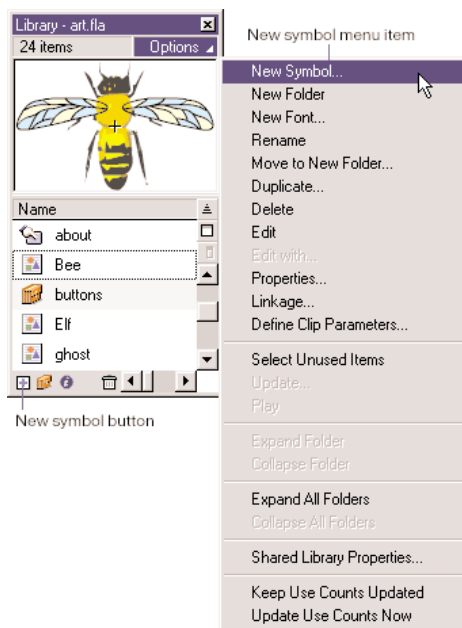 Library - art.fla
24 items Options
New symbol menu item
Name
about
Bee
buttons
Elf
ghost
New symbol button
New Symbol...
New Folder
New Font...
Rename
Move to New Folder...
Duplicate...
Delete
Edit
Edit with...
Properties...
Linkage...
Define Clip Parameters...
Select Unused Items
Update...
Play
Expand Folder
Collapse Folder
Expand All Folders
Collapse All Folders
Shared Library Properties...
Keep Use Counts Updated
Update Use Counts Now